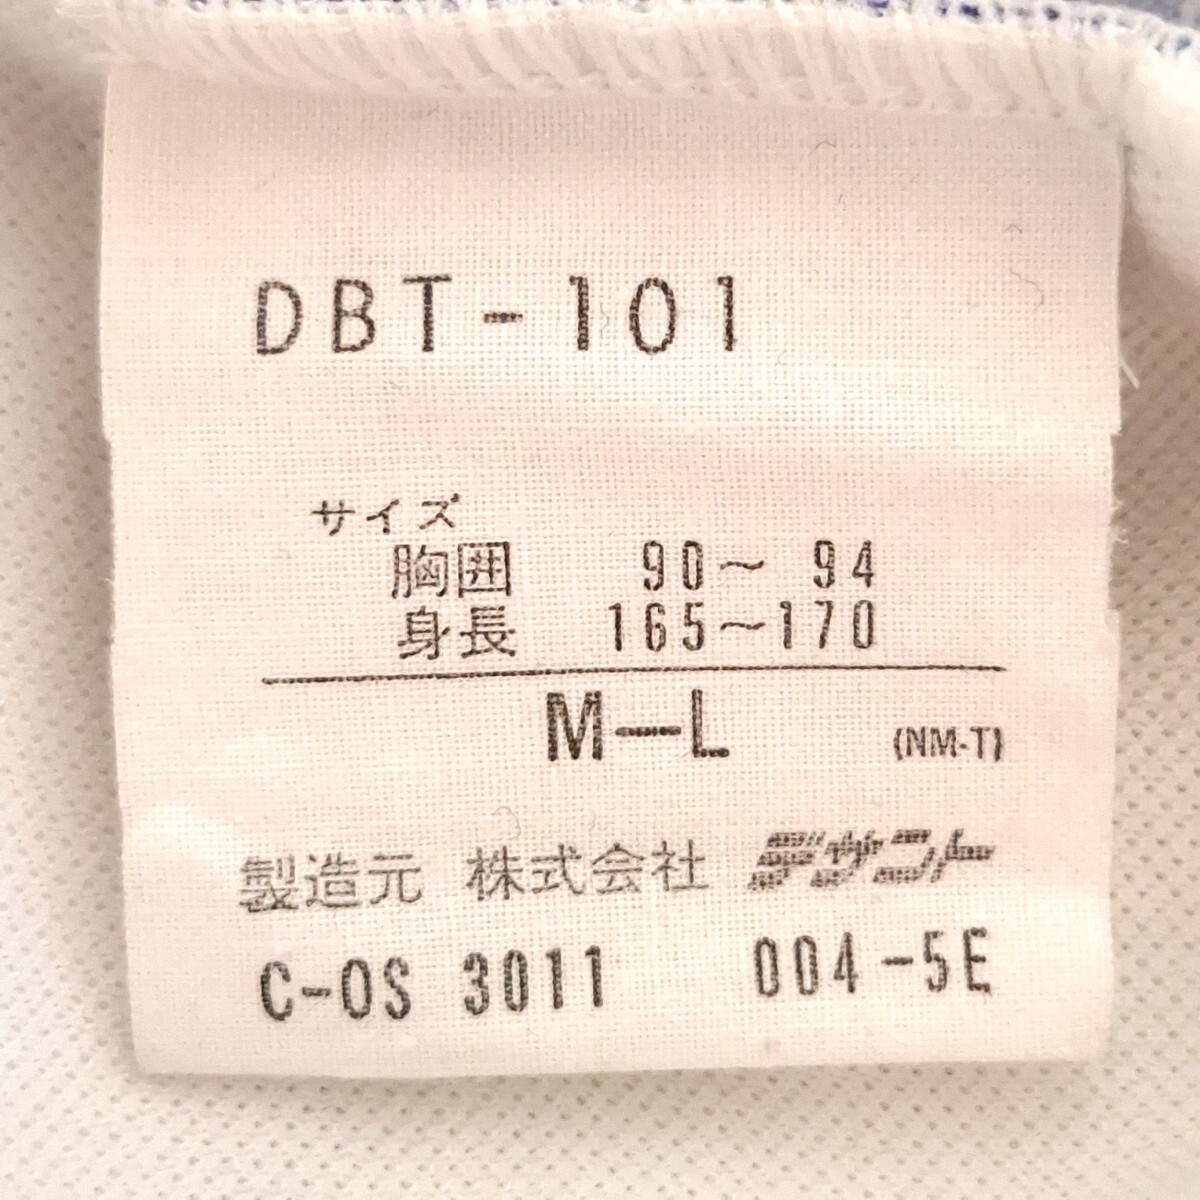 DBT-101
サイズ
胸囲 90～ 94
身長 165～170
M—L (NM-T)
製造元 株式会社 デサント
C-OS 3011 004-5E